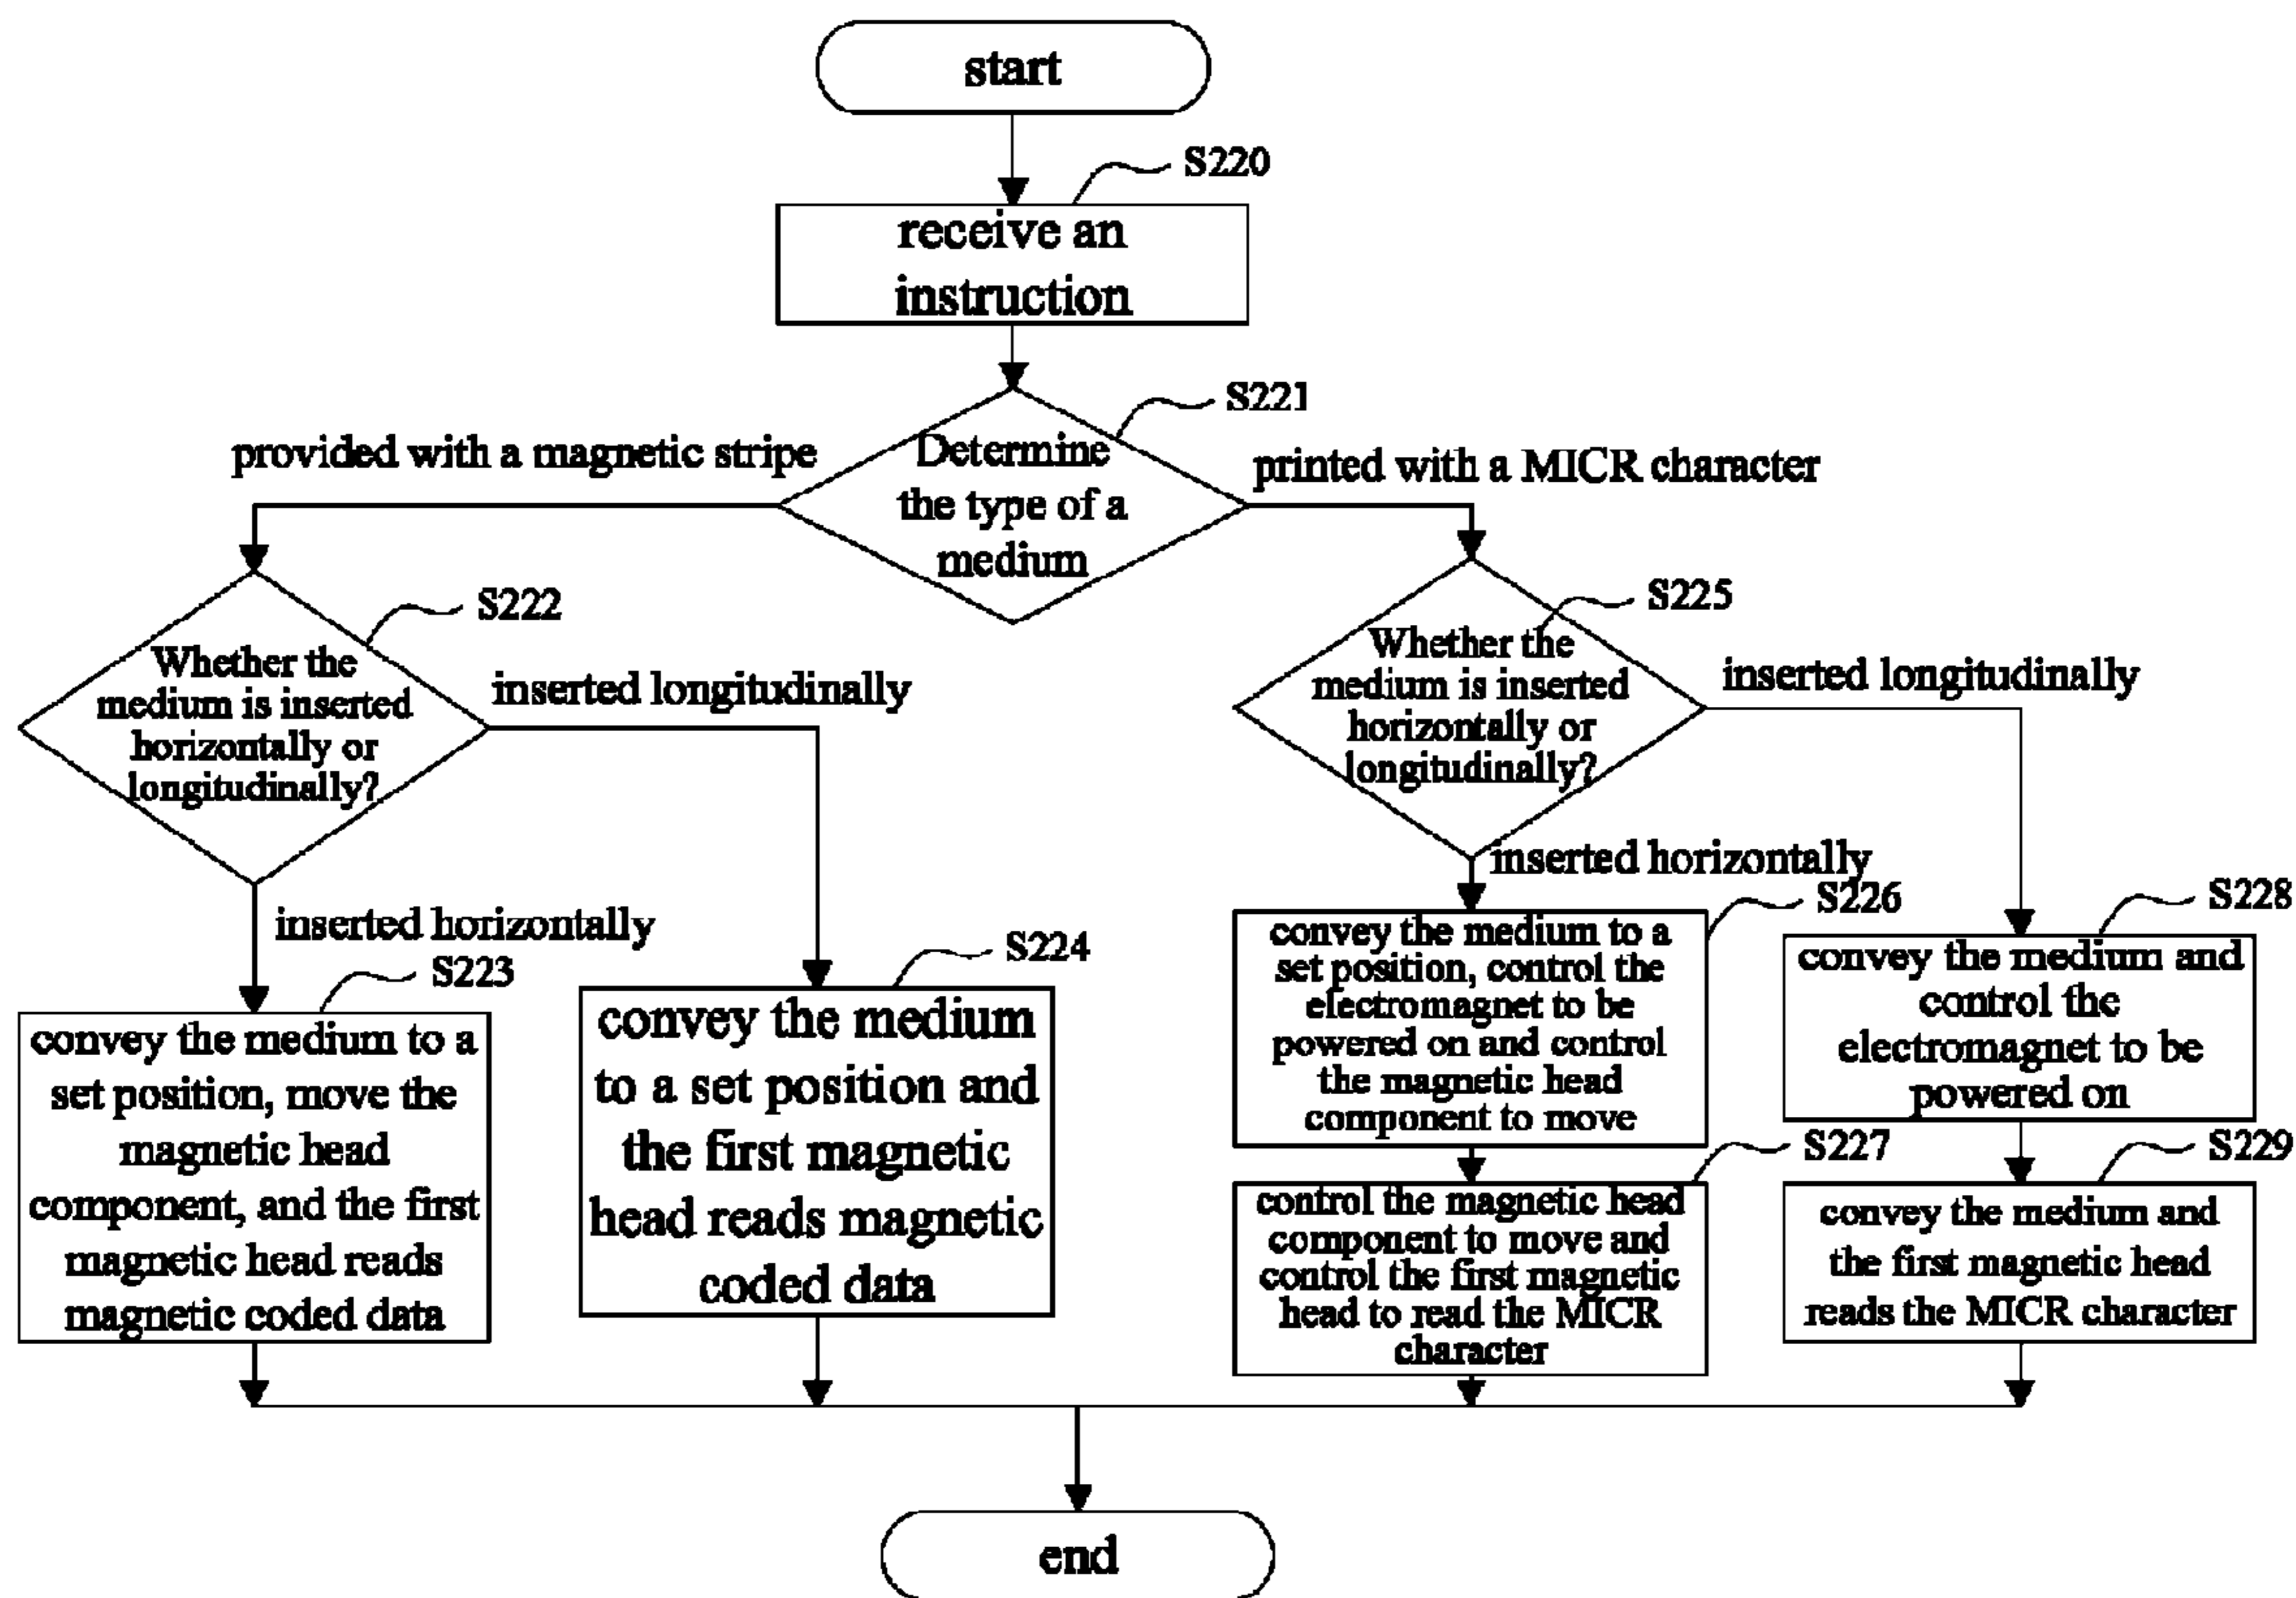 start
S220
receive an
instruction
S221
provided with a magnetic stripe
Determine
the type of a
medium
printed with a MICR character
S222
Whether the
medium is inserted
horizontally or
longitudinally?
inserted longitudinally
S225
Whether the
medium is inserted
horizontally or
longitudinally?
inserted longitudinally
inserted horizontally
S223
convey the medium to a
set position, move the
magnetic head
component, and the first
magnetic head reads
magnetic coded data
S224
convey the medium
to a set position and
the first magnetic
head reads magnetic
coded data
inserted horizontally
S226
convey the medium to a
set position, control the
electromagnet to be
powered on and control
the magnetic head
component to move
S227
control the magnetic head
component to move and
control the first magnetic
head to read the MICR
character
S228
convey the medium and
control the
electromagnet to be
powered on
S229
convey the medium and
the first magnetic head
reads the MICR character
end